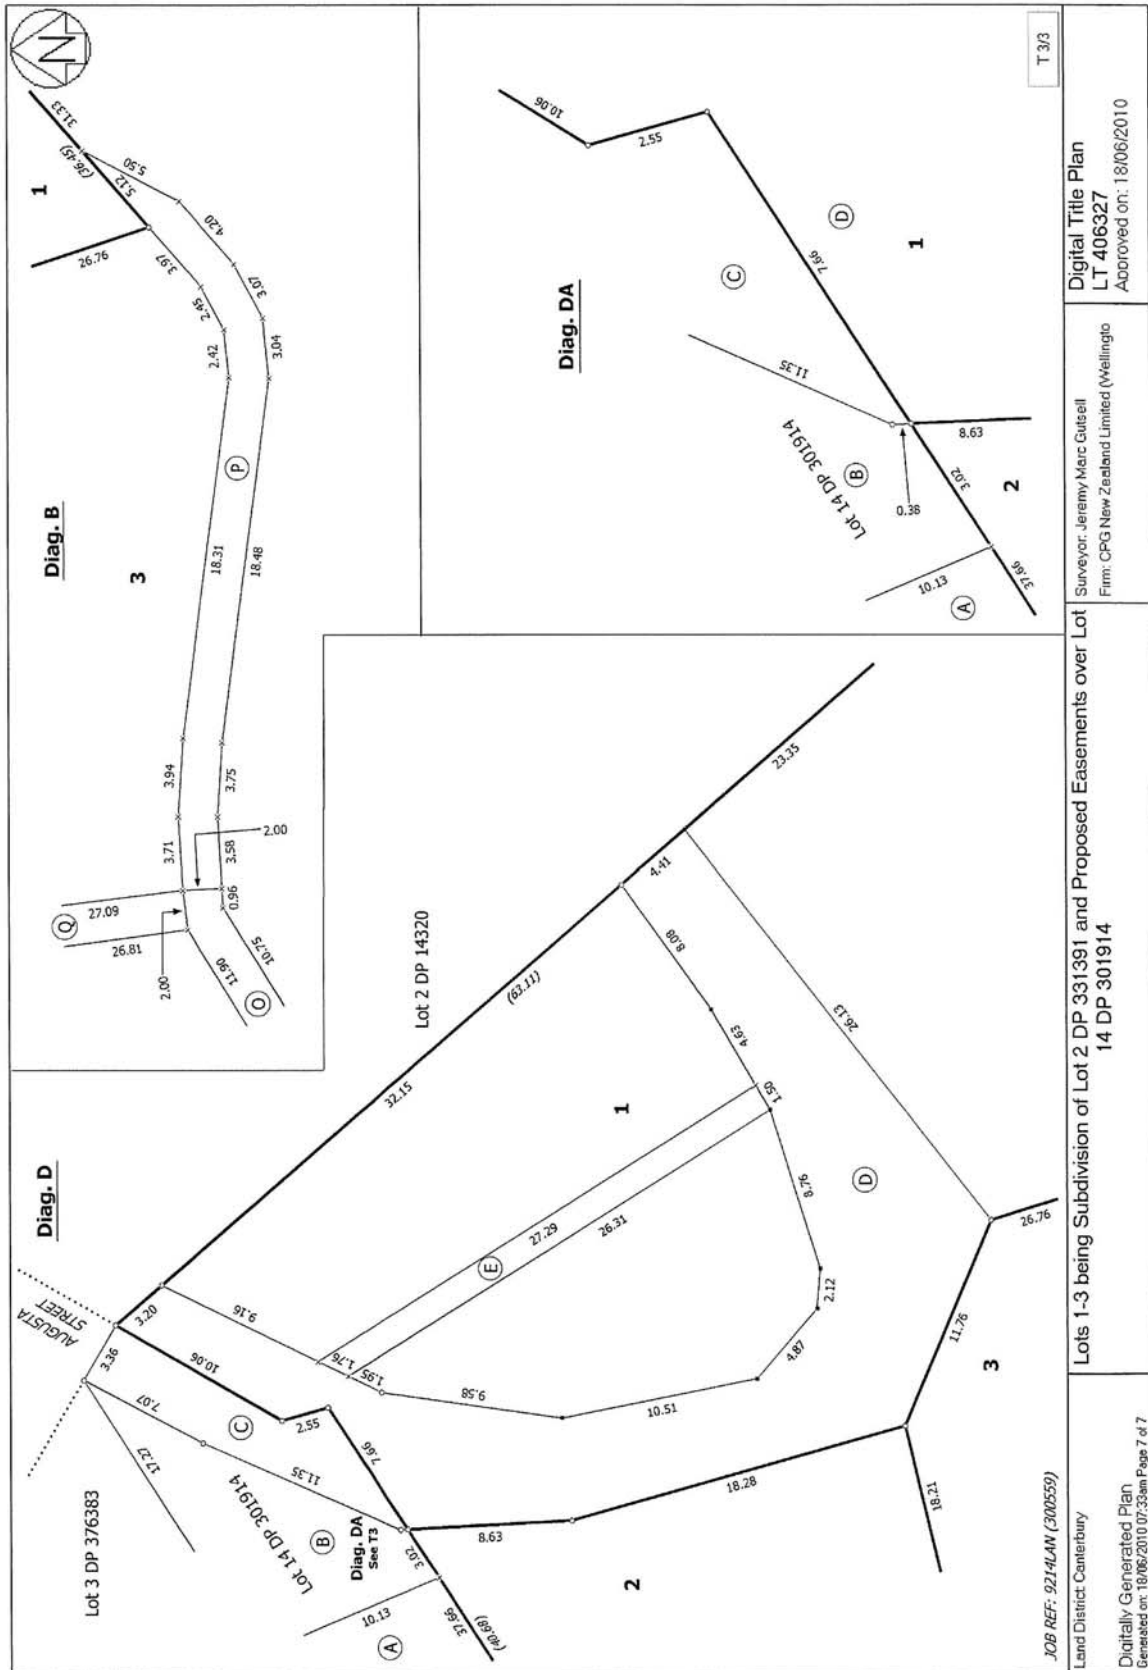 Diag. D
AUGUSTA
STREET
Lot 3 DP 376383
3.36
3.20
7.07
17.27
10.06
9.16
C
2.55
1.76
1.95
11.35
7.66
Lot 14 DP 301914
B
Diag. DA
See T3
3.02
10.13
A
37.66
(40.68)
8.63
2
18.28
18.21
9.58
10.51
4.87
2.12
8.76
E
27.29
26.31
1.50
4.63
8.08
4.41
32.15
(63.11)
23.35
Lot 2 DP 14320
1
D
26.13
11.76
26.76
3
Diag. B
N
1
31.33
(36.45)
5.12
5.50
26.76
3.97
4.20
2.45
3.07
2.42
3.04
3
P
18.31
18.48
3.94
3.75
3.71
3.58
2.00
0.96
Q
27.09
26.81
2.00
11.90
10.75
O
Diag. DA
10.06
2.55
C
D
7.66
1
11.35
Lot 14 DP 301914
B
0.38
8.63
3.02
2
10.13
A
37.66
T 3/3
JOB REF: 9214LAN (300559)
Land District: Canterbury
Digitally Generated Plan
Generated on: 18/06/2010 07:33am Page 7 of 7
Lots 1-3 being Subdivision of Lot 2 DP 331391 and Proposed Easements over Lot
14 DP 301914
Surveyor: Jeremy Marc Gutsell
Firm: CPG New Zealand Limited (Wellingto
Digital Title Plan
LT 406327
Approved on: 18/06/2010